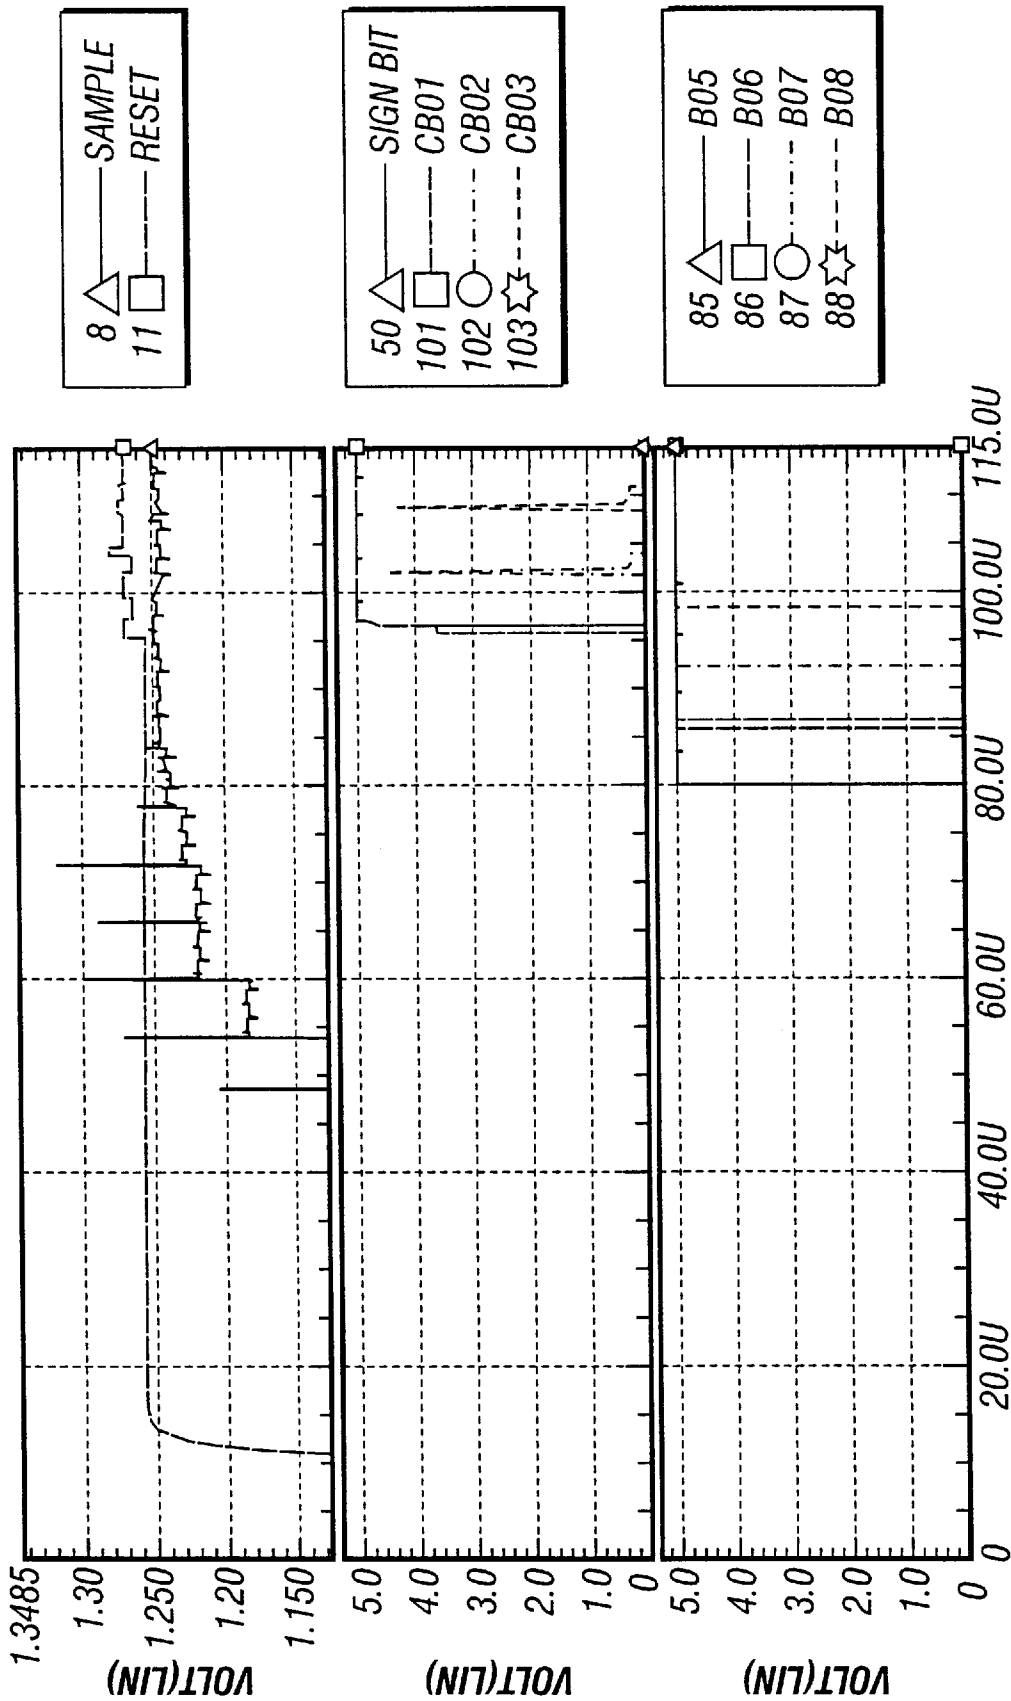 8 SAMPLE
11 RESET
VOLT(LIN)
1.3485
1.30
1.250
1.20
1.150
50 SIGN BIT
101 CB01
102 CB02
103 CB03
VOLT(LIN)
5.0
4.0
3.0
2.0
1.0
0
85 B05
86 B06
87 B07
88 B08
VOLT(LIN)
5.0
4.0
3.0
2.0
1.0
0
0 20.0U 40.0U 60.0U 80.0U 100.0U 115.0U